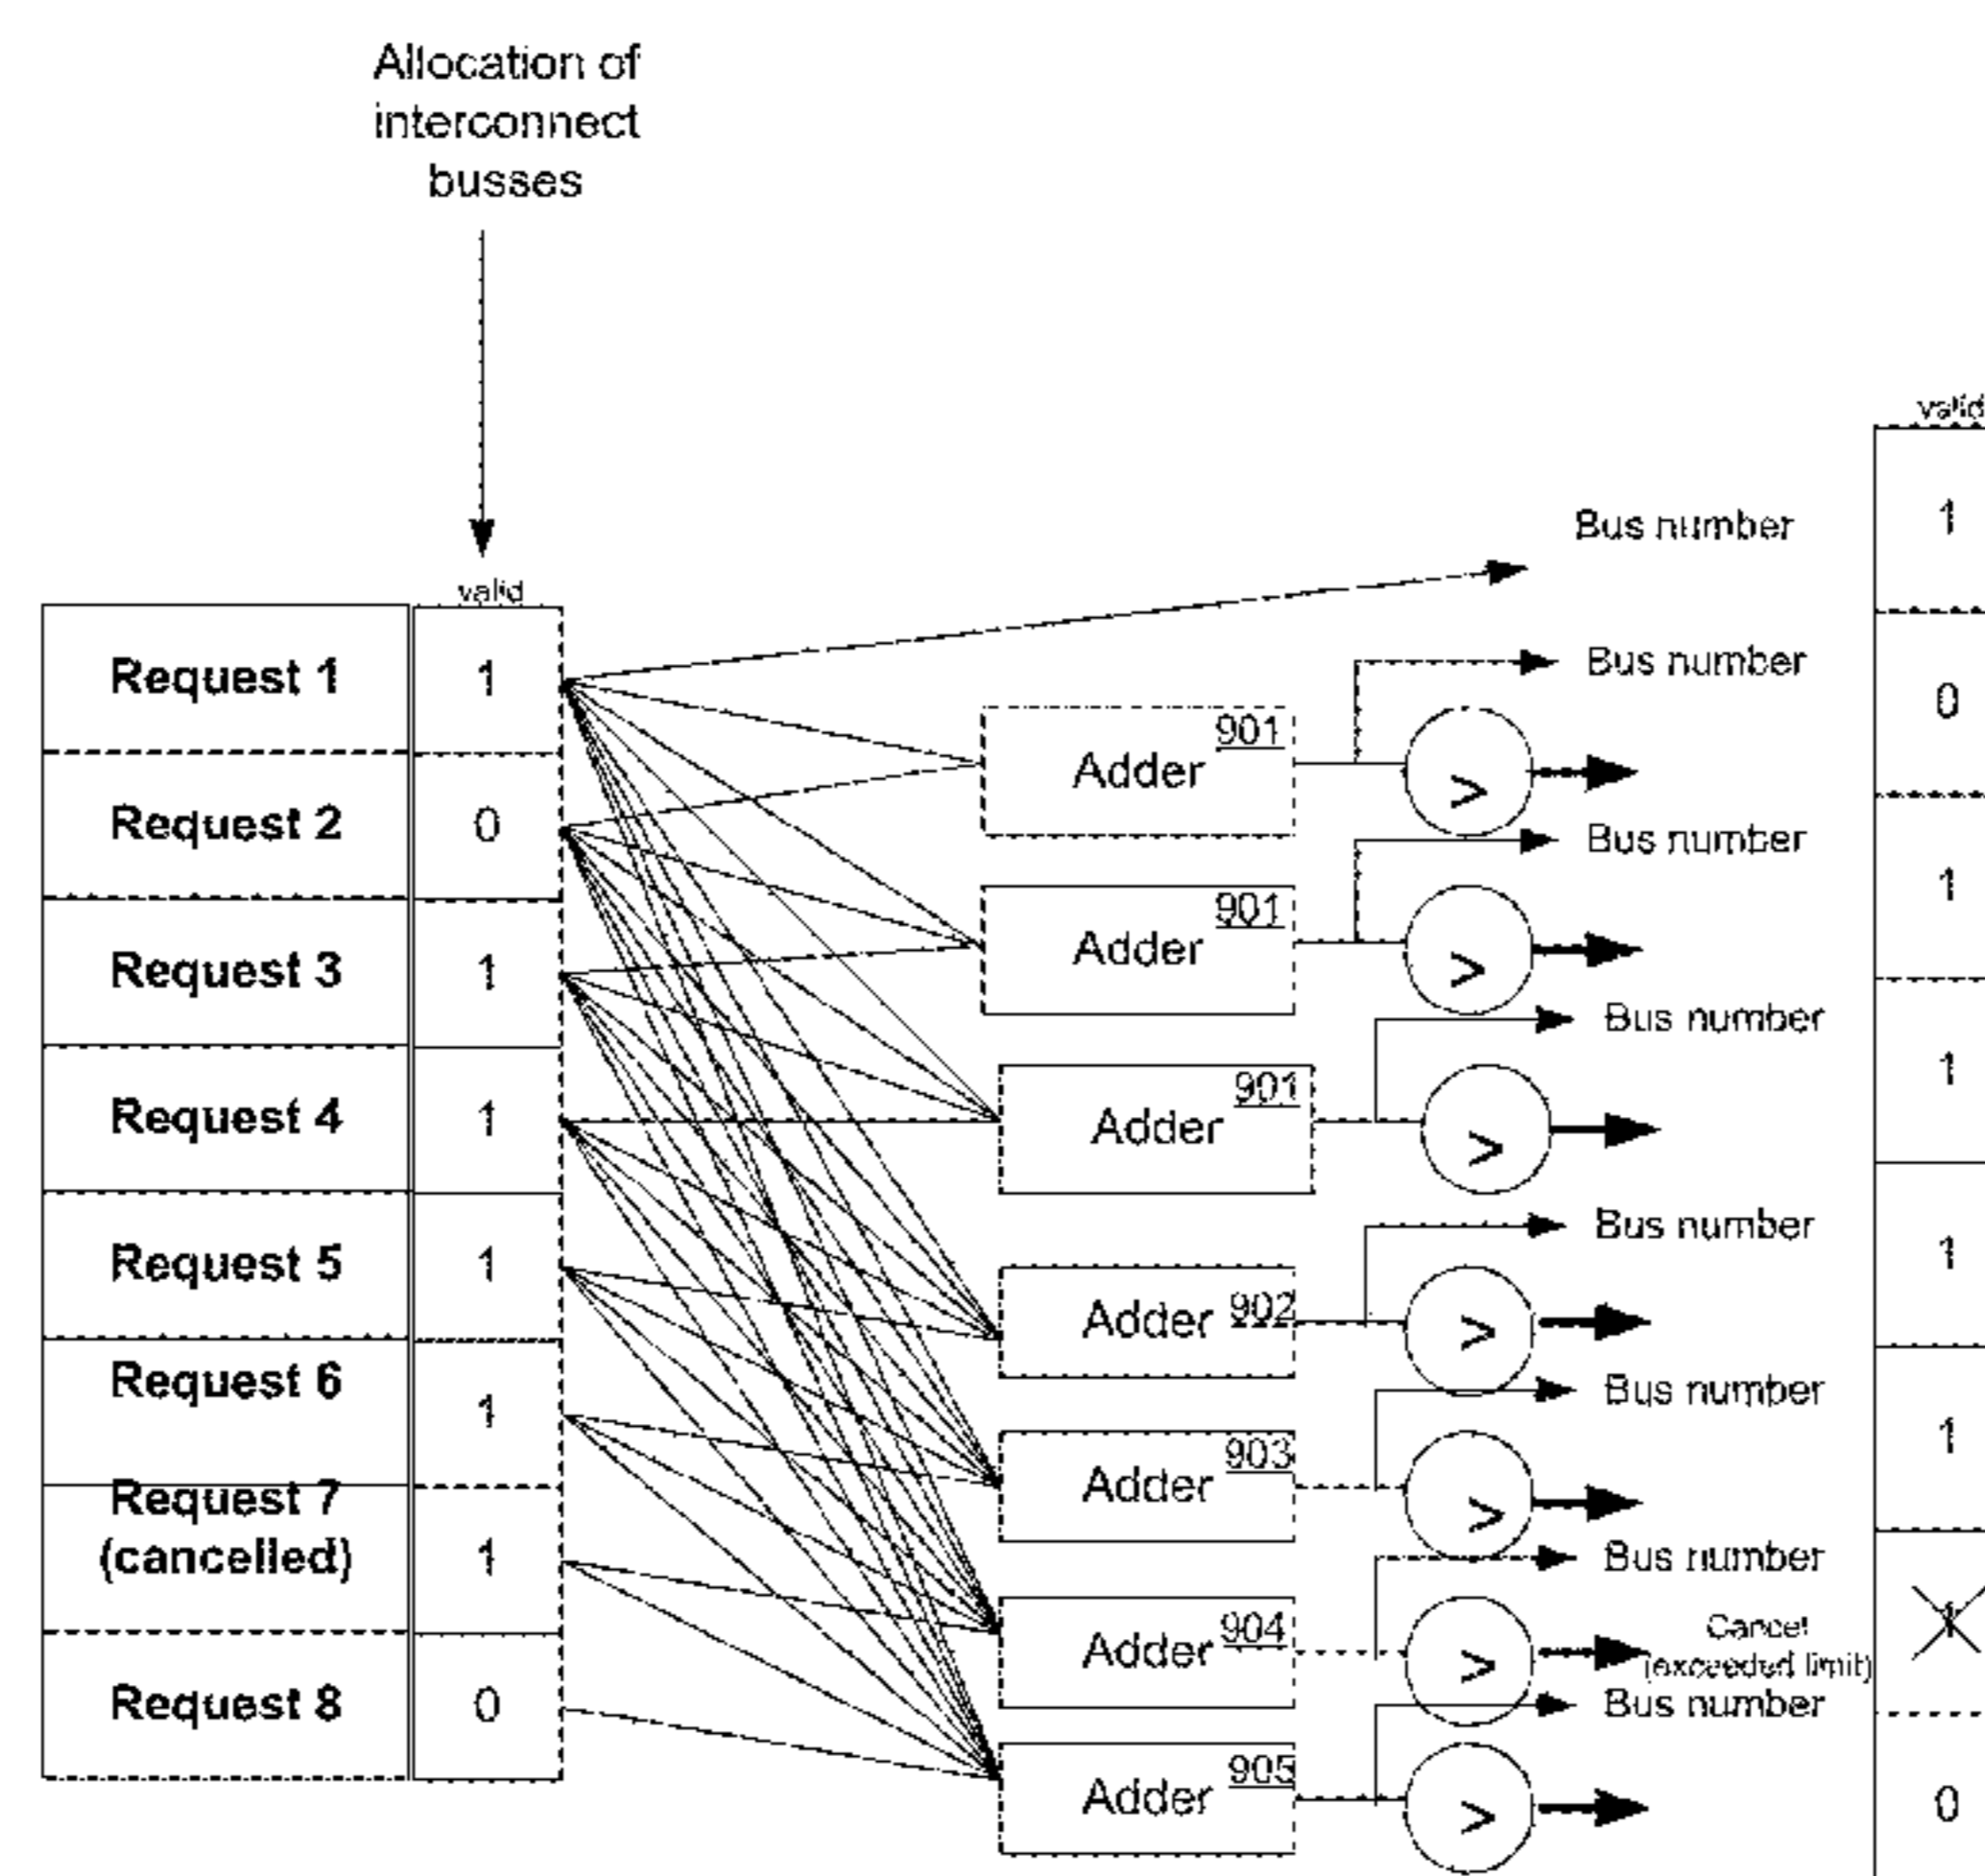 Allocation of
interconnect
busses
valid
valid
1
Bus number
Request 1 1
Bus number
0
901
Adder
>
Request 2 0
Bus number
1
901
Adder
>
Request 3 1
Bus number
1
901
Adder
>
Request 4 1
Bus number
1
Request 5 1
Adder 902
>
Bus number
Request 6 1
1
Adder 903
>
Request 7
(cancelled) 1
Bus number
1
Adder 904
>
Cancel
(exceeded limit)
Request 8 0
Bus number
Adder 905
>
0